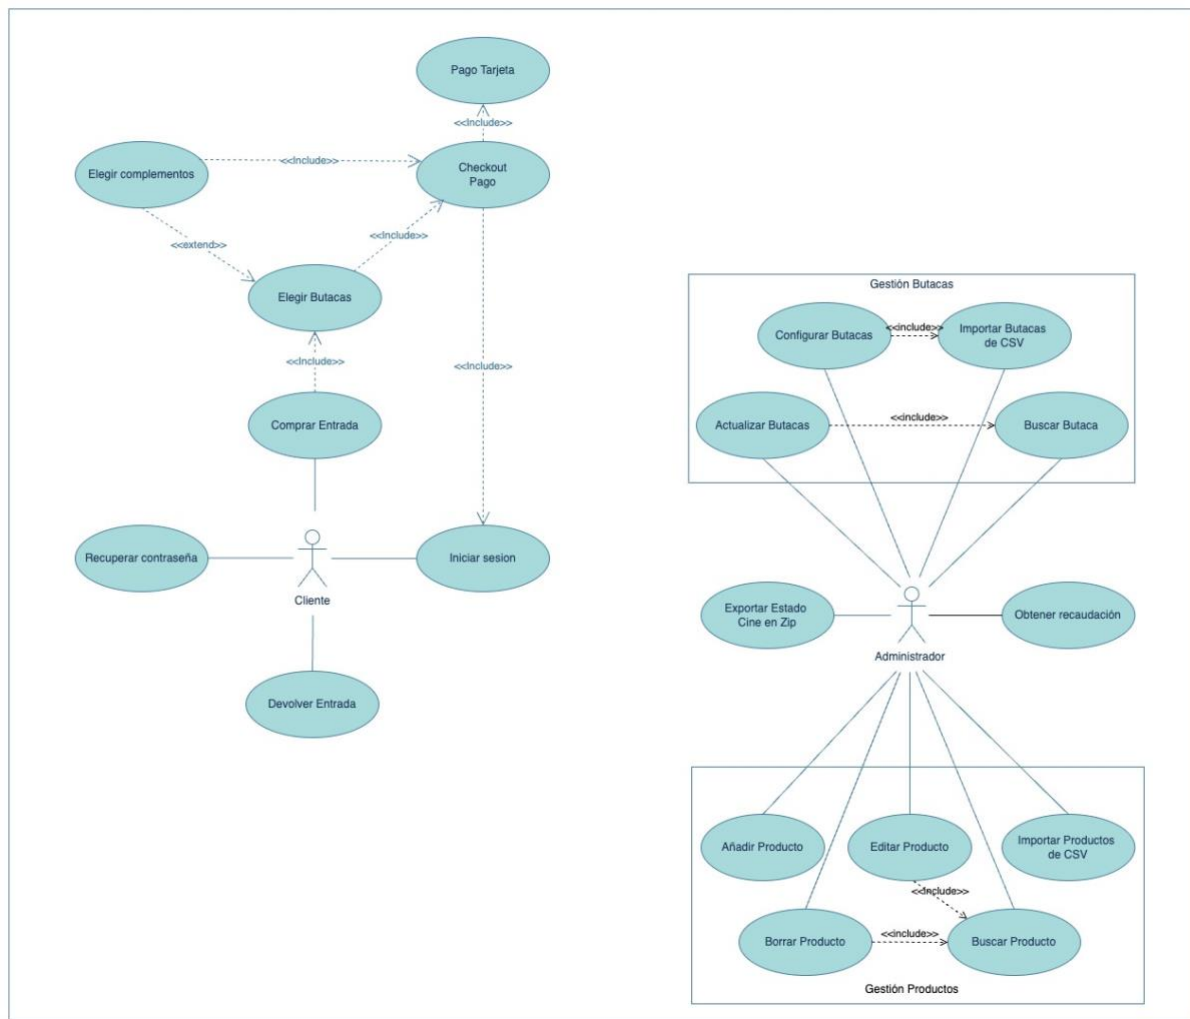 Pago Tarjeta
<<Include>>
Elegir complementos
<<Include>>
Checkout
Pago
<<extend>>
<<Include>>
Elegir Butacas
<<Include>>
<<Include>>
Comprar Entrada
Recuperar contraseña
Iniciar sesion
Cliente
Devolver Entrada
Gestión Butacas
Configurar Butacas
<<include>>
Importar Butacas
de CSV
Actualizar Butacas
<<include>>
Buscar Butaca
Exportar Estado
Cine en Zip
Obtener recaudación
Administrador
Añadir Producto
Editar Producto
Importar Productos
de CSV
<<Include>>
Borrar Producto
<<include>>
Buscar Producto
Gestión Productos